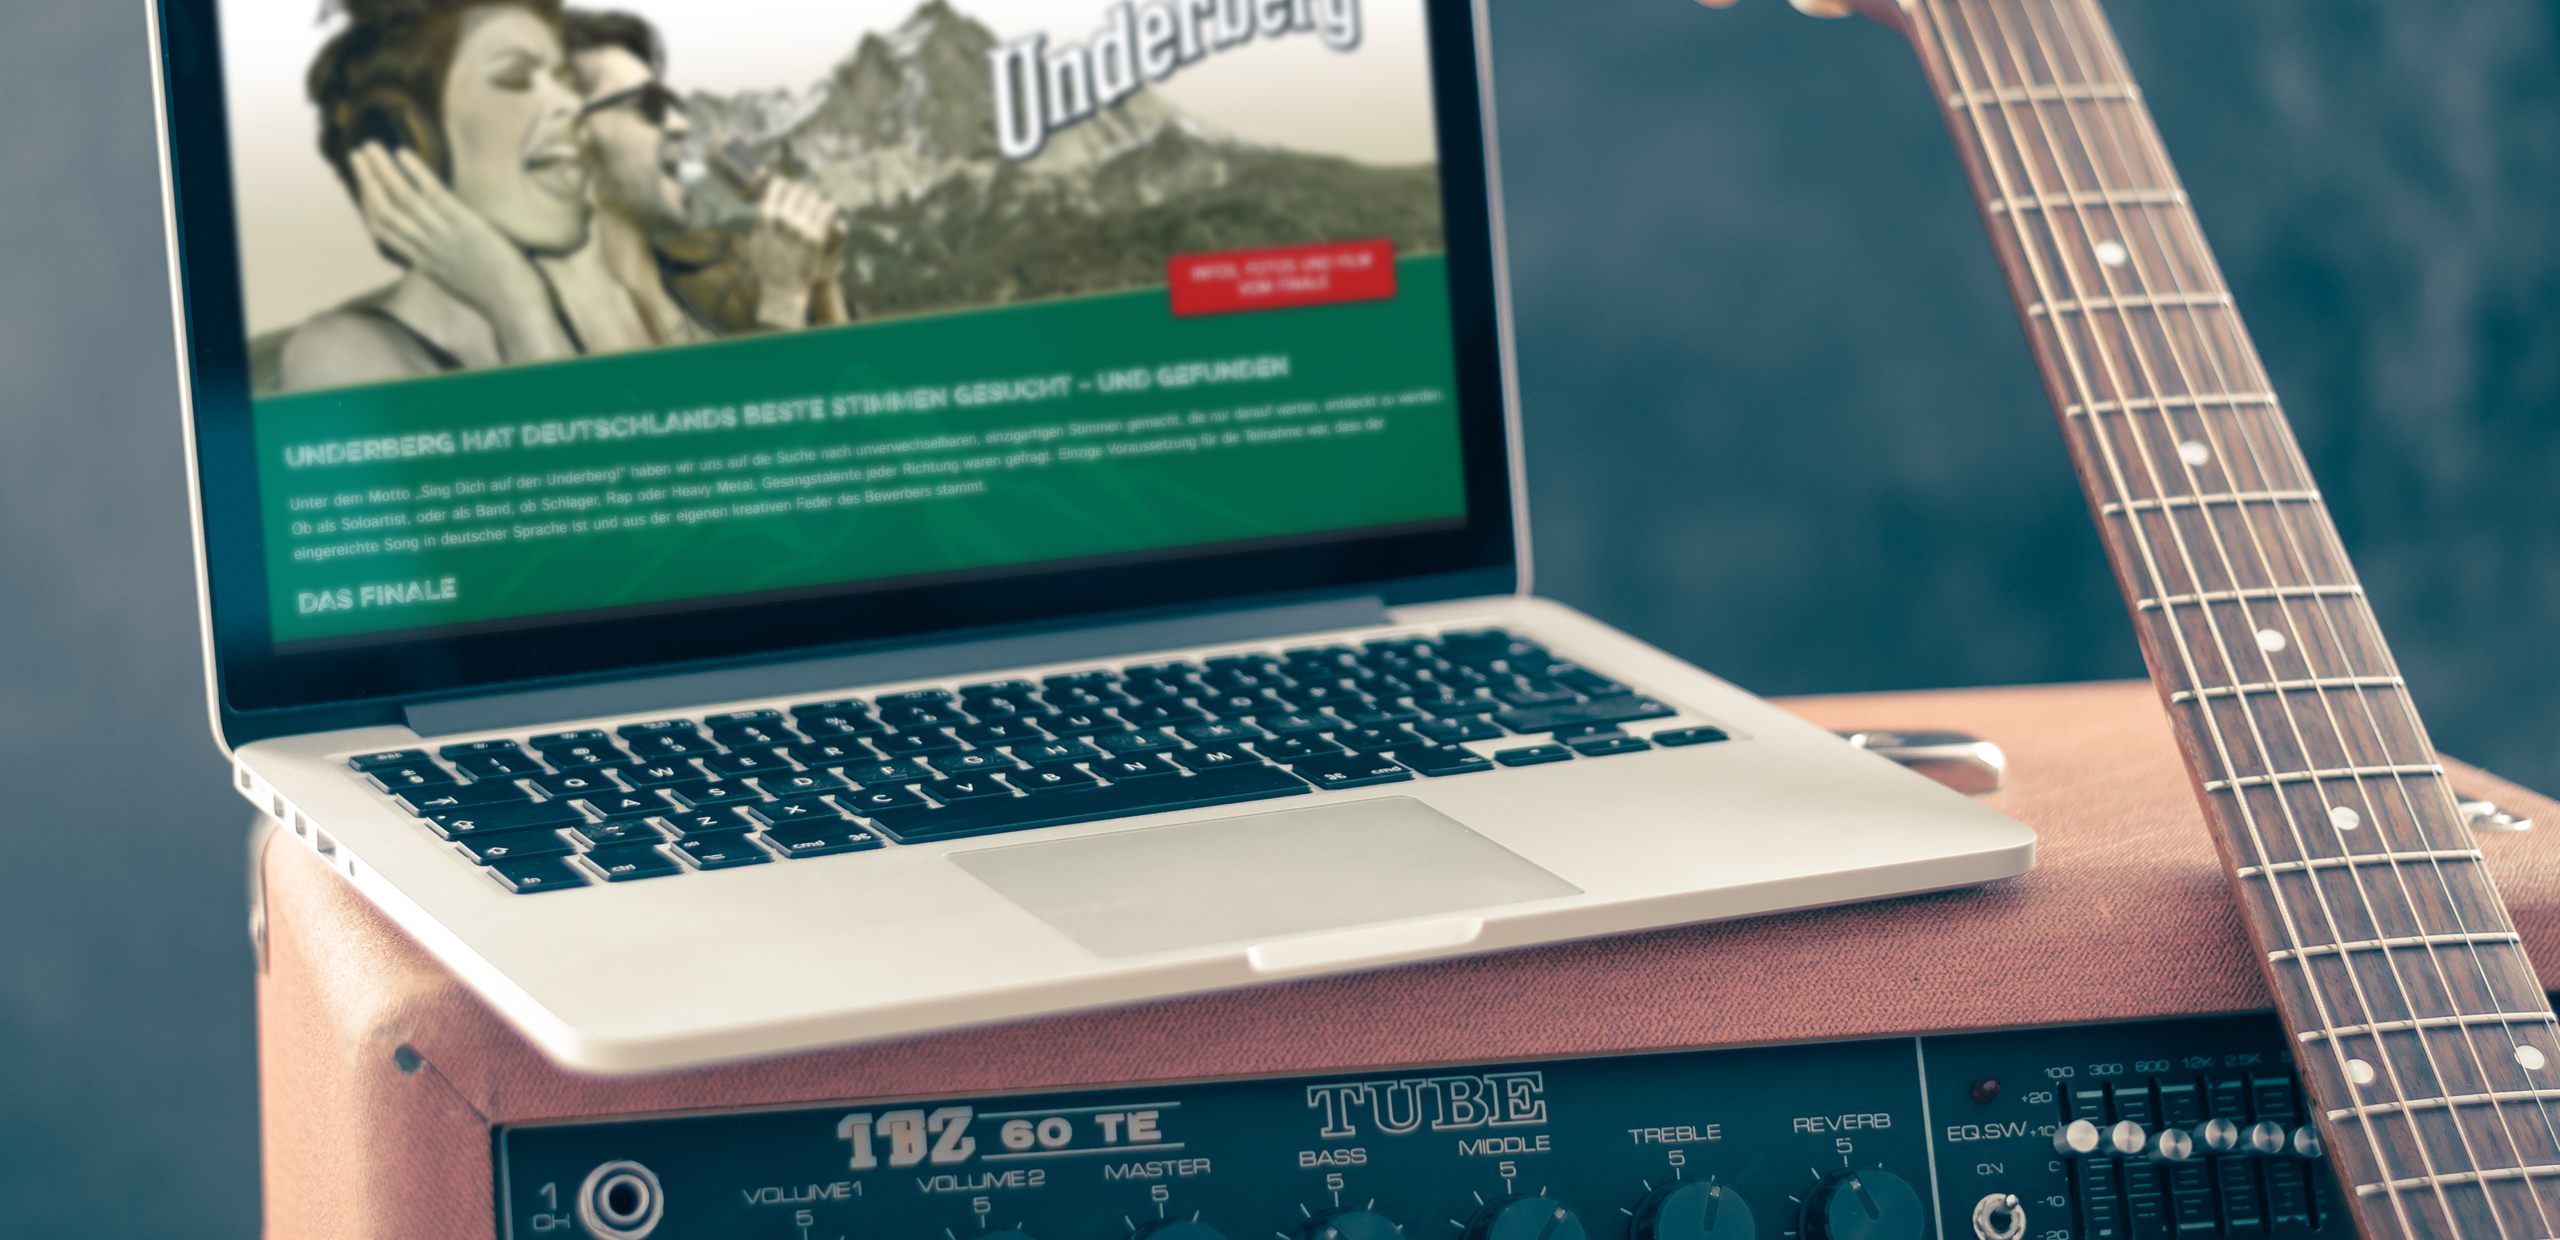 Underberg
INFOS, FOTOS UND FILM
VOM FINALE
UNDERBERG HAT DEUTSCHLANDS BESTE STIMMEN GESUCHT – UND GEFUNDEN
Unter dem Motto „Sing Dich auf den Underberg!“ haben wir uns auf die Suche nach unverwechselbaren, einzigartigen Stimmen gemacht, die nur darauf warten, entdeckt zu werden.
Ob als Soloartist, oder als Band, ob Schlager, Rap oder Heavy Metal, Gesangstalente jeder Richtung waren gefragt. Einzige Voraussetzung für die Teilnahme war, dass der
eingereichte Song in deutscher Sprache ist und aus der eigenen kreativen Feder des Bewerbers stammt.
DAS FINALE
esc
Q W E R T Y U
A S D F G H
Z X C V B N M
fn ctrl cmd ⌘ ⌘ cmd
60 TE
TUBE
1
CH
VOLUME1
5
VOLUME2
5
MASTER
5
BASS
5
MIDDLE
5
TREBLE
5
REVERB
5
EQ.SW
ON
100 300 600 1.2K 2.5K
+20
+10
0
-10
-20